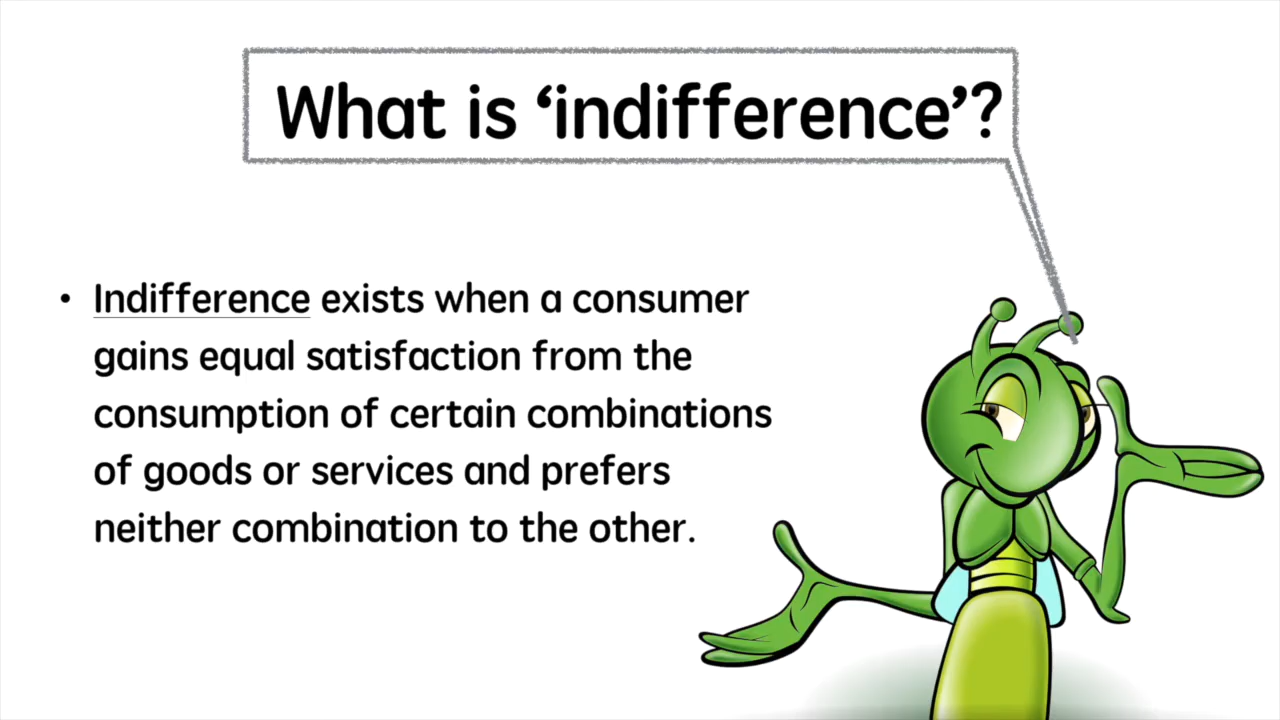 What is ‘indifference’?
• Indifference exists when a consumer
gains equal satisfaction from the
consumption of certain combinations
of goods or services and prefers
neither combination to the other.